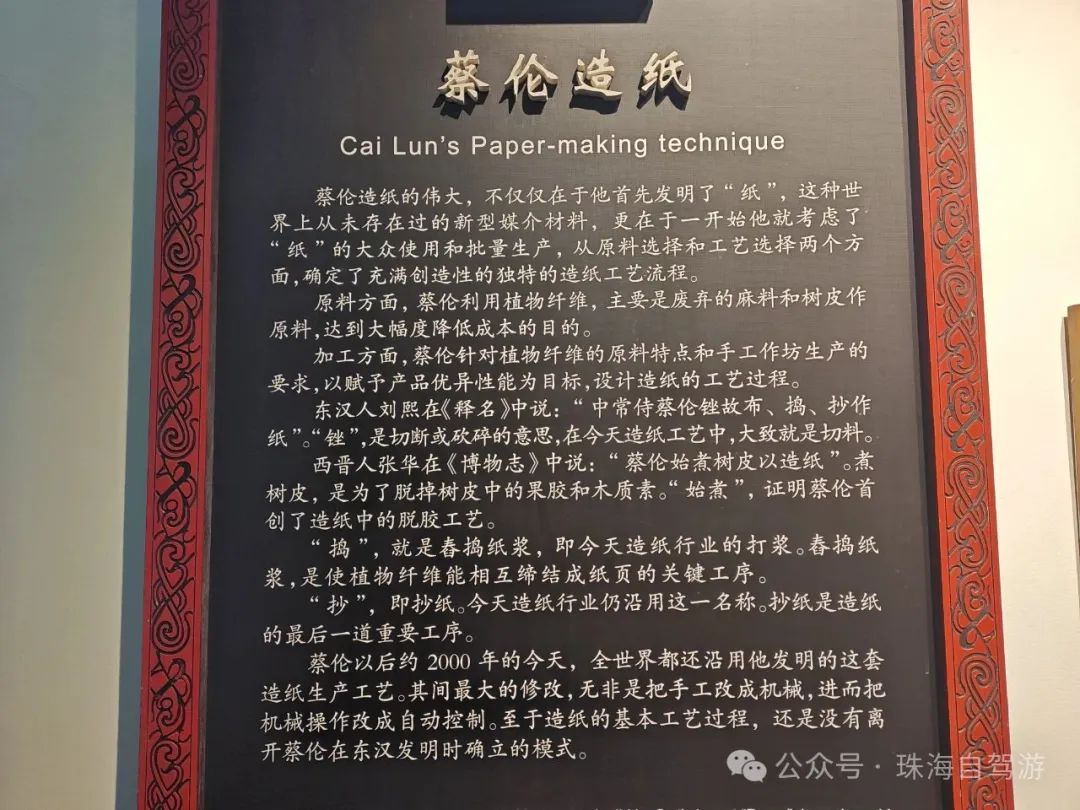 蔡伦造纸
Cai Lun's Paper-making technique
蔡伦造纸的伟大，不仅仅在于他首先发明了“纸”，这种世
界上从未存在过的新型媒介材料，更在于一开始他就考虑了
“纸”的大众使用和批量生产，从原料选择和工艺选择两个方
面，确定了充满创造性的独特的造纸工艺流程。
原料方面，蔡伦利用植物纤维，主要是废弃的麻料和树皮作
原料，达到大幅度降低成本的目的。
加工方面，蔡伦针对植物纤维的原料特点和手工作坊生产的
要求，以赋予产品优异性能为目标，设计造纸的工艺过程。
东汉人刘熙在《释名》中说：“中常侍蔡伦锉故布、捣、抄作
纸”。“锉”，是切断或砍碎的意思，在今天造纸工艺中，大致就是切料。
西晋人张华在《博物志》中说：“蔡伦始煮树皮以造纸”。煮
树皮，是为了脱掉树皮中的果胶和木质素。“始煮”，证明蔡伦首
创了造纸中的脱胶工艺。
“捣”，就是舂捣纸浆，即今天造纸行业的打浆。舂捣纸
浆，是使植物纤维能相互缔结成纸页的关键工序。
“抄”，即抄纸。今天造纸行业仍沿用这一名称。抄纸是造纸
的最后一道重要工序。
蔡伦以后约 2000 年的今天，全世界都还沿用他发明的这套
造纸生产工艺。其间最大的修改，无非是把手工改成机械，进而把
机械操作改成自动控制。至于造纸的基本工艺过程，还是没有离
开蔡伦在东汉发明时确立的模式。
公众号·珠海自驾游